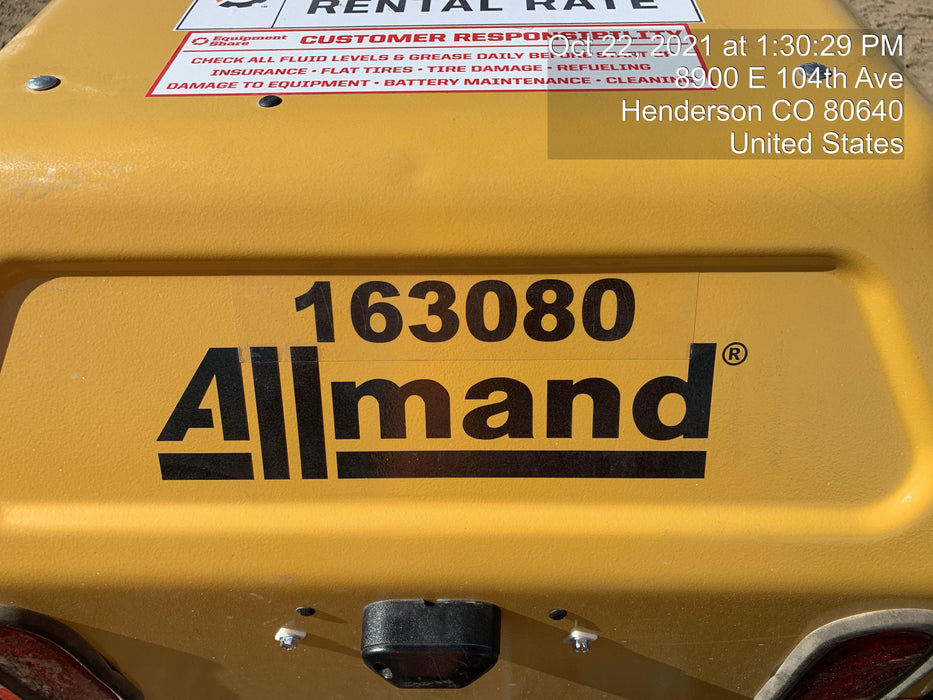 RENTAL RATE
EquipmentShare
CUSTOMER RESPONSIBILITY
CHECK ALL FLUID LEVELS & GREASE DAILY
INSURANCE • FLAT TIRES • TIRE DAMAGE • REFUELING
DAMAGE TO EQUIPMENT • BATTERY MAINTENANCE • CLEANING
Oct 22, 2021 at 1:30:29 PM
8900 E 104th Ave
Henderson CO 80640
United States
163080
Allmand®